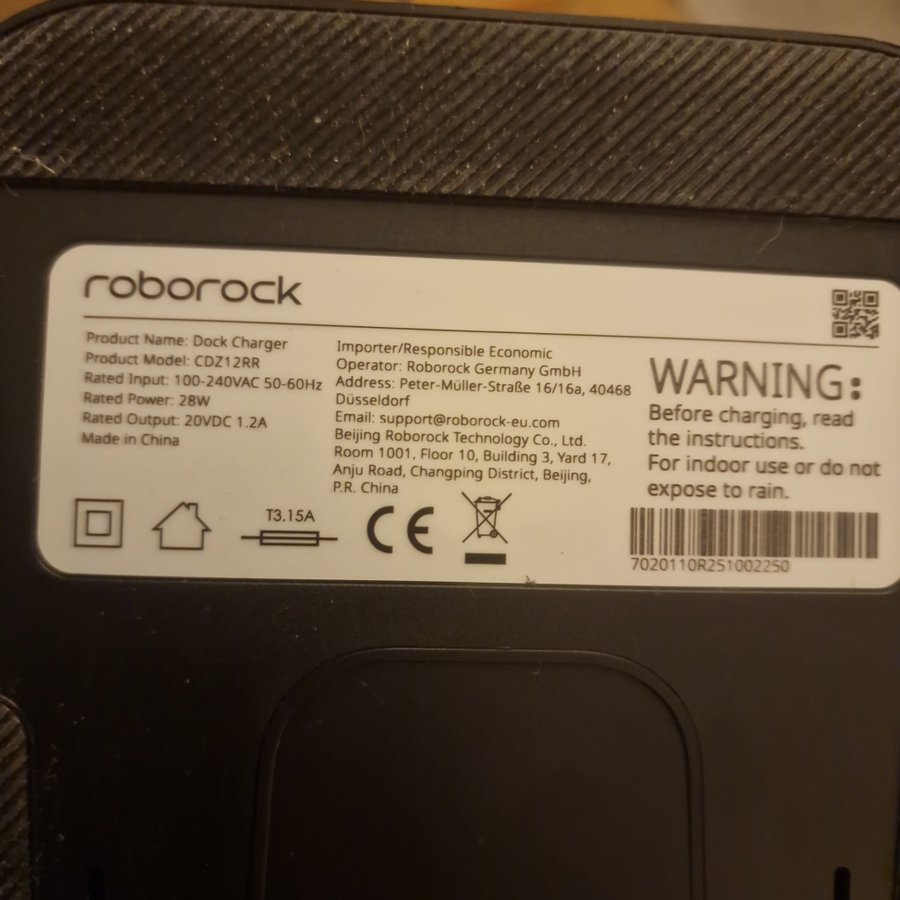 roborock
Product Name: Dock Charger
Product Model: CDZ12RR
Rated Input: 100-240VAC 50-60Hz
Rated Power: 28W
Rated Output: 20VDC 1.2A
Made in China
Importer/Responsible Economic
Operator: Roborock Germany GmbH
Address: Peter-Müller-Straße 16/16a, 40468
Düsseldorf
Email: support@roborock-eu.com
Beijing Roborock Technology Co., Ltd.
Room 1001, Floor 10, Building 3, Yard 17,
Anju Road, Changping District, Beijing,
P.R. China
WARNING:
Before charging, read
the instructions.
For indoor use or do not
expose to rain.
T3.15A
CE
7020110R251002250